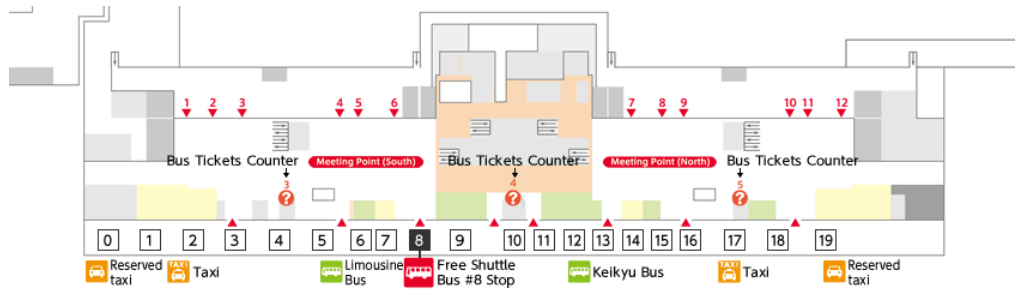 1 2 3 4 5 6 7 8 9 10 11 12
Bus Tickets Counter
Meeting Point (South)
Bus Tickets Counter
Meeting Point (North)
Bus Tickets Counter
3
?
4
?
5
?
0 1 2 3 4 5 6 7 8 9 10 11 12 13 14 15 16 17 18 19
Reserved
taxi
TAXI
Taxi
Limousine
Bus
Free Shuttle
Bus #8 Stop
Keikyu Bus
TAXI
Taxi
Reserved
taxi